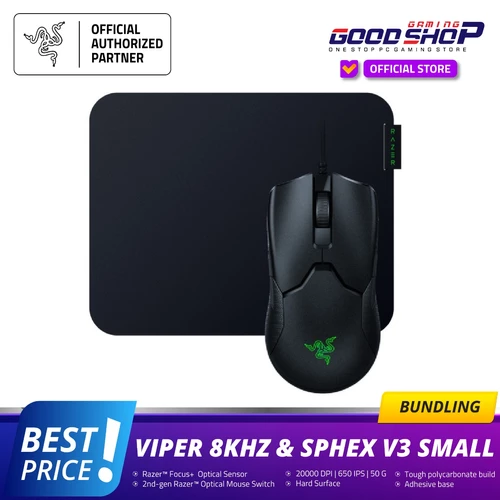 OFFICIAL
AUTHORIZED
PARTNER
GAMING
GOODSHOP
ONE STOP PC GAMING STORE
OFFICIAL STORE
RAZER
BUNDLING
BEST
PRICE!
VIPER 8KHZ & SPHEX V3 SMALL
• Razer™ Focus+ Optical Sensor
• 2nd-gen Razer™ Optical Mouse Switch
• 20000 DPI | 650 IPS | 50 G
• Hard Surface
• Tough polycarbonate build
• Adhesive base